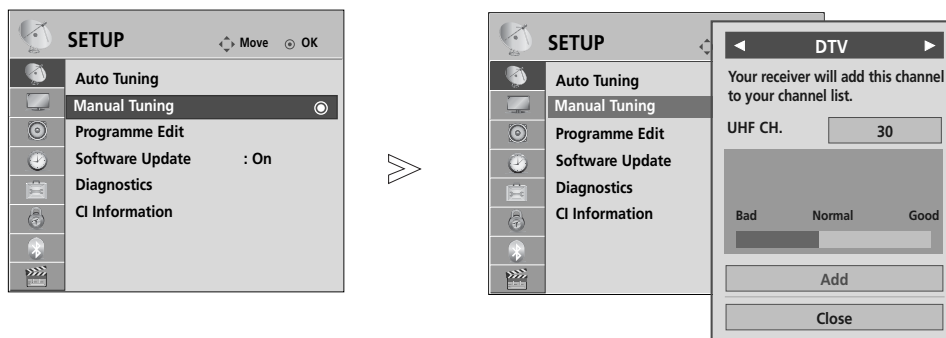 SETUP
Move OK
Auto Tuning
Manual Tuning
Programme Edit
Software Update : On
Diagnostics
CI Information
SETUP
Auto Tuning
Manual Tuning
Programme Edit
Software Update
Diagnostics
CI Information
◄ DTV ►
Your receiver will add this channel
to your channel list.
UHF CH. 30
Bad Normal Good
Add
Close